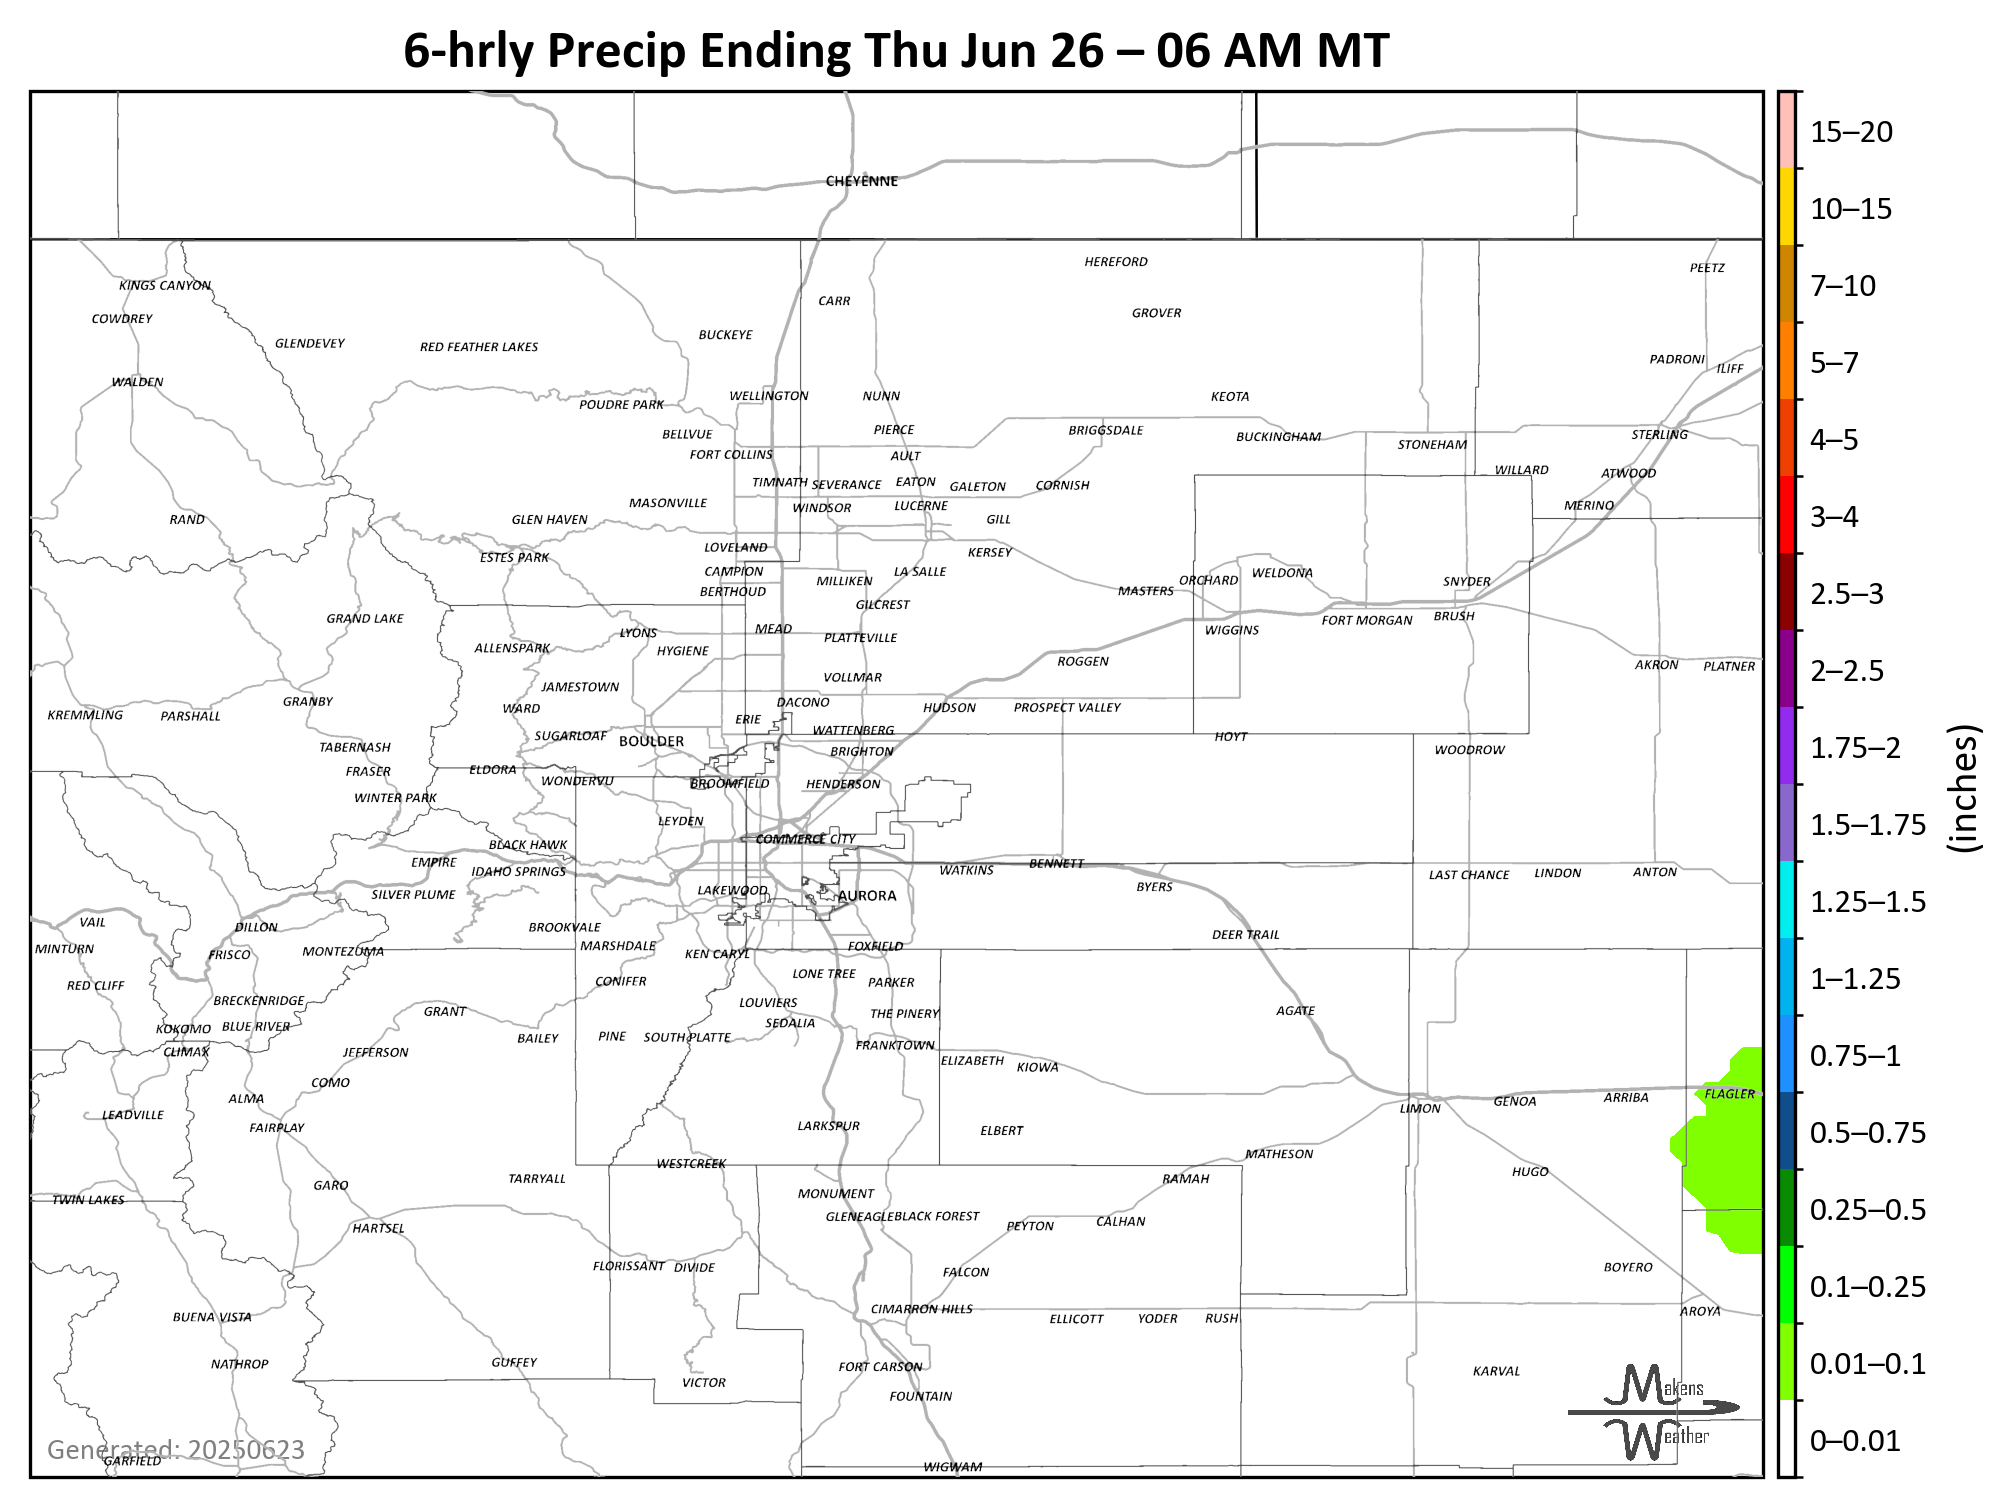 6-hrly Precip Ending Thu Jun 26 – 06 AM MT
CHEYENNE
15–20
10–15
7–10
5–7
4–5
3–4
2.5–3
2–2.5
1.75–2
1.5–1.75
1.25–1.5
1–1.25
0.75–1
0.5–0.75
0.25–0.5
0.1–0.25
0.01–0.1
0–0.01
(inches)
HEREFORD
PEETZ
KINGS CANYON
CARR
COWDREY
GROVER
GLENDEVEY
RED FEATHER LAKES
BUCKEYE
PADRONI
ILIFF
WALDEN
POUDRE PARK
WELLINGTON
NUNN
KEOTA
BELLVUE
PIERCE
BRIGGSDALE
BUCKINGHAM
STONEHAM
STERLING
FORT COLLINS
AULT
WILLARD
ATWOOD
TIMNATH
SEVERANCE
EATON
GALETON
CORNISH
MASONVILLE
WINDSOR
LUCERNE
MERINO
RAND
GLEN HAVEN
GILL
ESTES PARK
LOVELAND
KERSEY
CAMPION
MILLIKEN
LA SALLE
ORCHARD
WELDONA
SNYDER
BERTHOUD
GILCREST
MASTERS
GRAND LAKE
LYONS
MEAD
PLATTEVILLE
WIGGINS
FORT MORGAN
BRUSH
ALLENSPARK
HYGIENE
ROGGEN
AKRON
PLATNER
JAMESTOWN
VOLLMAR
KREMMLING
PARSHALL
GRANBY
WARD
DACONO
HUDSON
PROSPECT VALLEY
ERIE
TABERNASH
SUGARLOAF
BOULDER
WATTENBERG
BRIGHTON
HOYT
WOODROW
FRASER
ELDORA
WONDERVU
BROOMFIELD
HENDERSON
WINTER PARK
LEYDEN
BLACK HAWK
COMMERCE CITY
EMPIRE
IDAHO SPRINGS
WATKINS
BENNETT
BYERS
LAST CHANCE
LINDON
ANTON
SILVER PLUME
LAKEWOOD
AURORA
VAIL
DILLON
BROOKVALE
DEER TRAIL
MINTURN
FRISCO
MONTEZUMA
MARSHDALE
KEN CARYL
FOXFIELD
RED CLIFF
CONIFER
LONE TREE
PARKER
BRECKENRIDGE
GRANT
LOUVIERS
THE PINERY
AGATE
KOKOMO
BLUE RIVER
SEDALIA
CLIMAX
JEFFERSON
BAILEY
PINE
SOUTH PLATTE
FRANKTOWN
ELIZABETH
KIOWA
COMO
ALMA
LEADVILLE
FAIRPLAY
LIMON
GENOA
ARRIBA
FLAGLER
LARKSPUR
ELBERT
WESTCREEK
MATHESON
HUGO
TWIN LAKES
GARO
TARRYALL
MONUMENT
RAMAH
HARTSEL
GLENEAGLE
BLACK FOREST
PEYTON
CALHAN
FLORISSANT
DIVIDE
FALCON
BOYERO
BUENA VISTA
CIMARRON HILLS
ELLICOTT
YODER
RUSH
AROYA
NATHROP
GUFFEY
VICTOR
FORT CARSON
KARVAL
FOUNTAIN
Makens
Weather
Generated: 20250623
GARFIELD
WIGWAM